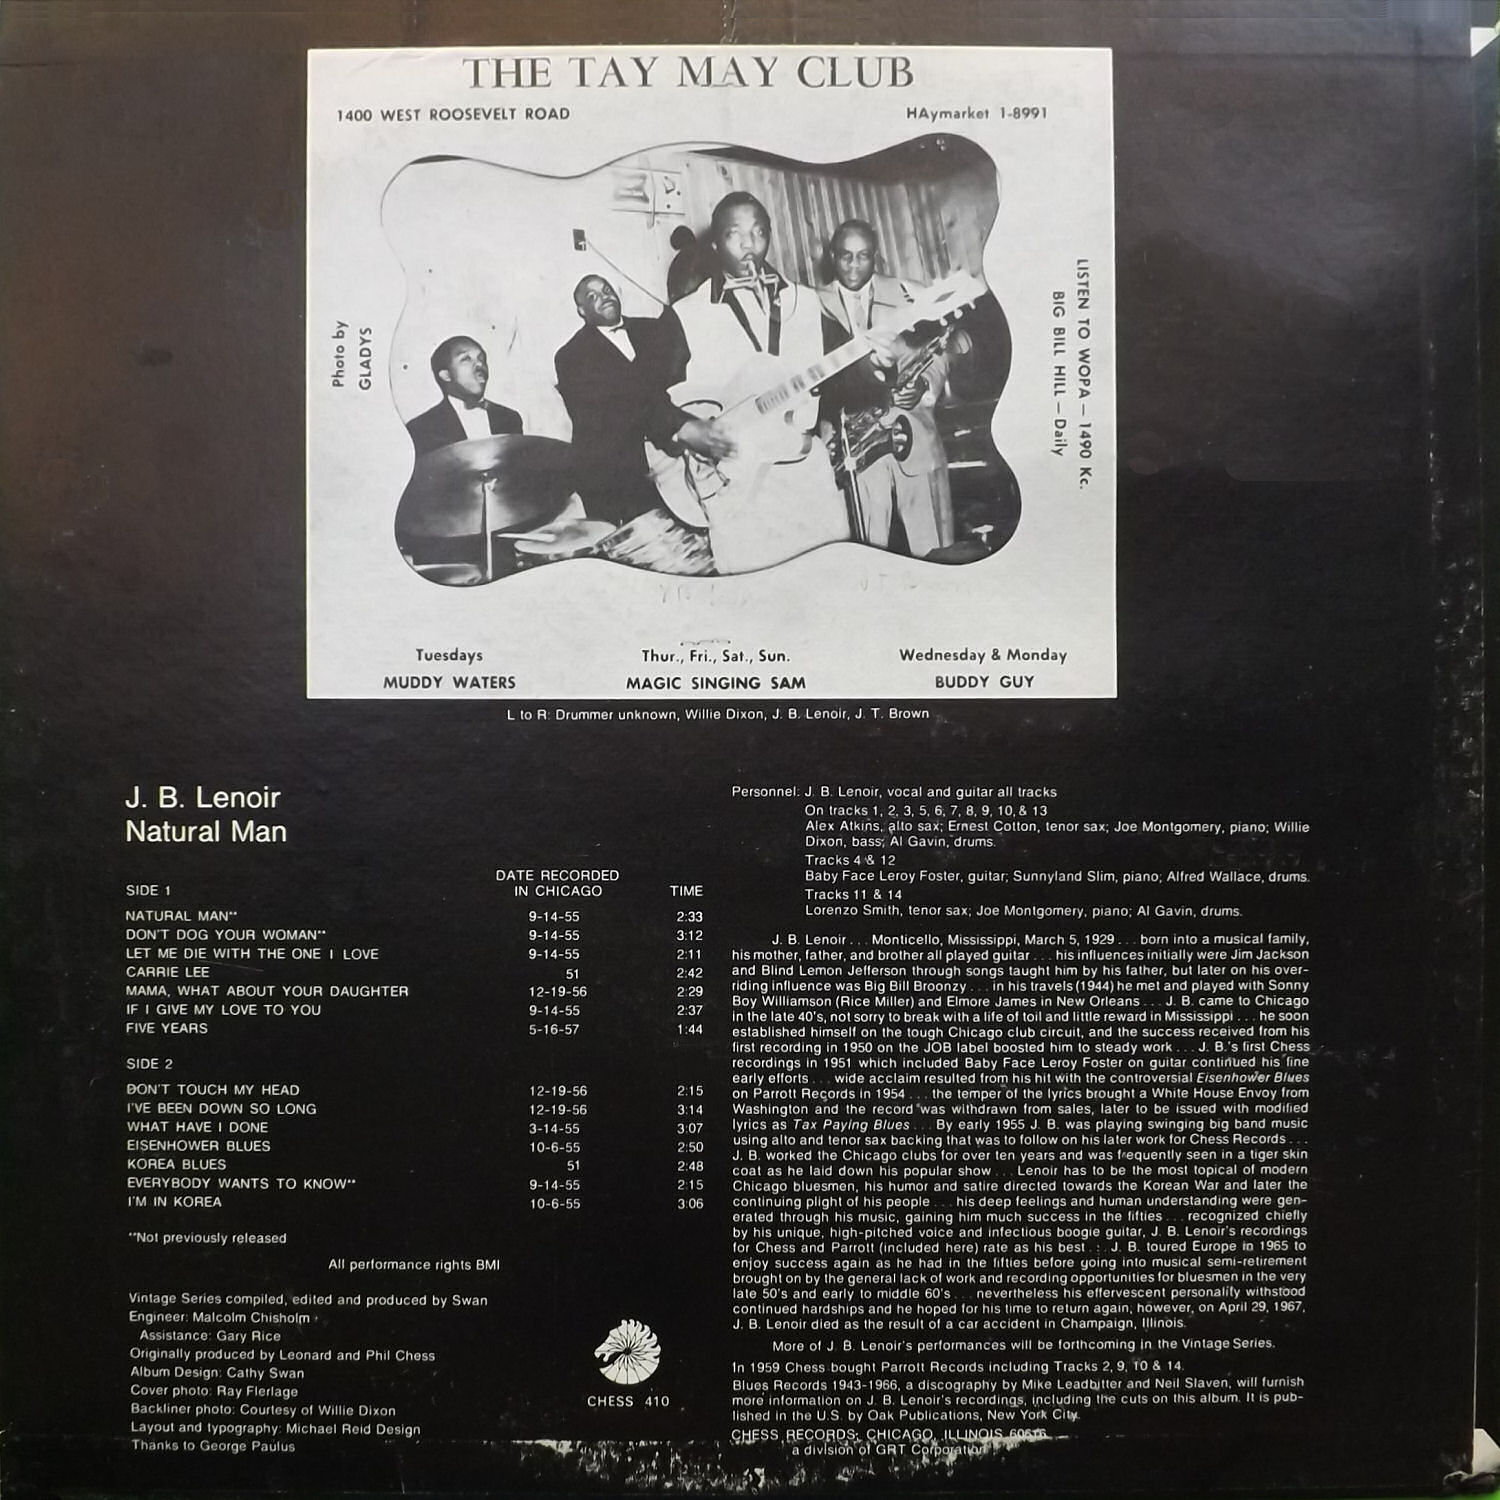 THE TAY MAY CLUB
1400 WEST ROOSEVELT ROAD
HAymarket 1-8991
Photo by
GLADYS
LISTEN TO WOPA — 1490 Kc.
BIG BILL HILL — Daily
Tuesdays
MUDDY WATERS
Thur., Fri., Sat., Sun.
MAGIC SINGING SAM
Wednesday & Monday
BUDDY GUY
L to R: Drummer unknown, Willie Dixon, J. B. Lenoir, J. T. Brown
J. B. Lenoir
Natural Man
SIDE 1 DATE RECORDED IN CHICAGO TIME
NATURAL MAN** 9-14-55 2:33
DON'T DOG YOUR WOMAN** 9-14-55 3:12
LET ME DIE WITH THE ONE I LOVE 9-14-55 2:11
CARRIE LEE 51 2:42
MAMA, WHAT ABOUT YOUR DAUGHTER 12-19-56 2:29
IF I GIVE MY LOVE TO YOU 9-14-55 2:37
FIVE YEARS 5-16-57 1:44
SIDE 2
DON'T TOUCH MY HEAD 12-19-56 2:15
I'VE BEEN DOWN SO LONG 12-19-56 3:14
WHAT HAVE I DONE 3-14-55 3:07
EISENHOWER BLUES 10-6-55 2:50
KOREA BLUES 51 2:48
EVERYBODY WANTS TO KNOW** 9-14-55 2:15
I'M IN KOREA 10-6-55 3:06
**Not previously released
All performance rights BMI
Vintage Series compiled, edited and produced by Swan
Engineer: Malcolm Chisholm
Assistance: Gary Rice
Originally produced by Leonard and Phil Chess
Album Design: Cathy Swan
Cover photo: Ray Flerlage
Backliner photo: Courtesy of Willie Dixon
Layout and typography: Michael Reid Design
Thanks to George Paulus
CHESS 410
Personnel: J. B. Lenoir, vocal and guitar all tracks
On tracks 1, 2, 3, 5, 6, 7, 8, 9, 10, & 13
Alex Atkins, alto sax; Ernest Cotton, tenor sax; Joe Montgomery, piano; Willie
Dixon, bass; Al Gavin, drums.
Tracks 4 & 12
Baby Face Leroy Foster, guitar; Sunnyland Slim, piano; Alfred Wallace, drums.
Tracks 11 & 14
Lorenzo Smith, tenor sax; Joe Montgomery, piano; Al Gavin, drums.
J. B. Lenoir . . . Monticello, Mississippi, March 5, 1929 . . . born into a musical family,
his mother, father, and brother all played guitar . . . his influences initially were Jim Jackson
and Blind Lemon Jefferson through songs taught him by his father, but later on his over-
riding influence was Big Bill Broonzy . . . in his travels (1944) he met and played with Sonny
Boy Williamson (Rice Miller) and Elmore James in New Orleans . . . J. B. came to Chicago
in the late 40's, not sorry to break with a life of toil and little reward in Mississippi . . . he soon
established himself on the tough Chicago club circuit, and the success received from his
first recording in 1950 on the JOB label boosted him to steady work . . . J. B.'s first Chess
recordings in 1951 which included Baby Face Leroy Foster on guitar continued his fine
early efforts . . . wide acclaim resulted from his hit with the controversial Eisenhower Blues
on Parrott Records in 1954 . . . the temper of the lyrics brought a White House Envoy from
Washington and the record was withdrawn from sales, later to be issued with modified
lyrics as Tax Paying Blues . . . By early 1955 J. B. was playing swinging big band music
using alto and tenor sax backing that was to follow on his later work for Chess Records . . .
J. B. worked the Chicago clubs for over ten years and was frequently seen in a tiger skin
coat as he laid down his popular show . . . Lenoir has to be the most topical of modern
Chicago bluesmen, his humor and satire directed towards the Korean War and later the
continuing plight of his people . . . his deep feelings and human understanding were gen-
erated through his music, gaining him much success in the fifties . . . recognized chiefly
by his unique, high-pitched voice and infectious boogie guitar, J. B. Lenoir's recordings
for Chess and Parrott (included here) rate as his best . . . J. B. toured Europe in 1965 to
enjoy success again as he had in the fifties before going into musical semi-retirement
brought on by the general lack of work and recording opportunities for bluesmen in the very
late 50's and early to middle 60's . . . nevertheless his effervescent personality withstood
continued hardships and he hoped for his time to return again; however, on April 29, 1967,
J. B. Lenoir died as the result of a car accident in Champaign, Illinois.
More of J. B. Lenoir's performances will be forthcoming in the Vintage Series.
In 1959 Chess bought Parrott Records including Tracks 2, 9, 10 & 14.
Blues Records 1943-1966, a discography by Mike Leadbitter and Neil Slaven, will furnish
more information on J. B. Lenoir's recordings, including the cuts on this album. It is pub-
lished in the U.S. by Oak Publications, New York City.
CHESS RECORDS; CHICAGO, ILLINOIS
a division of GRT Corporation